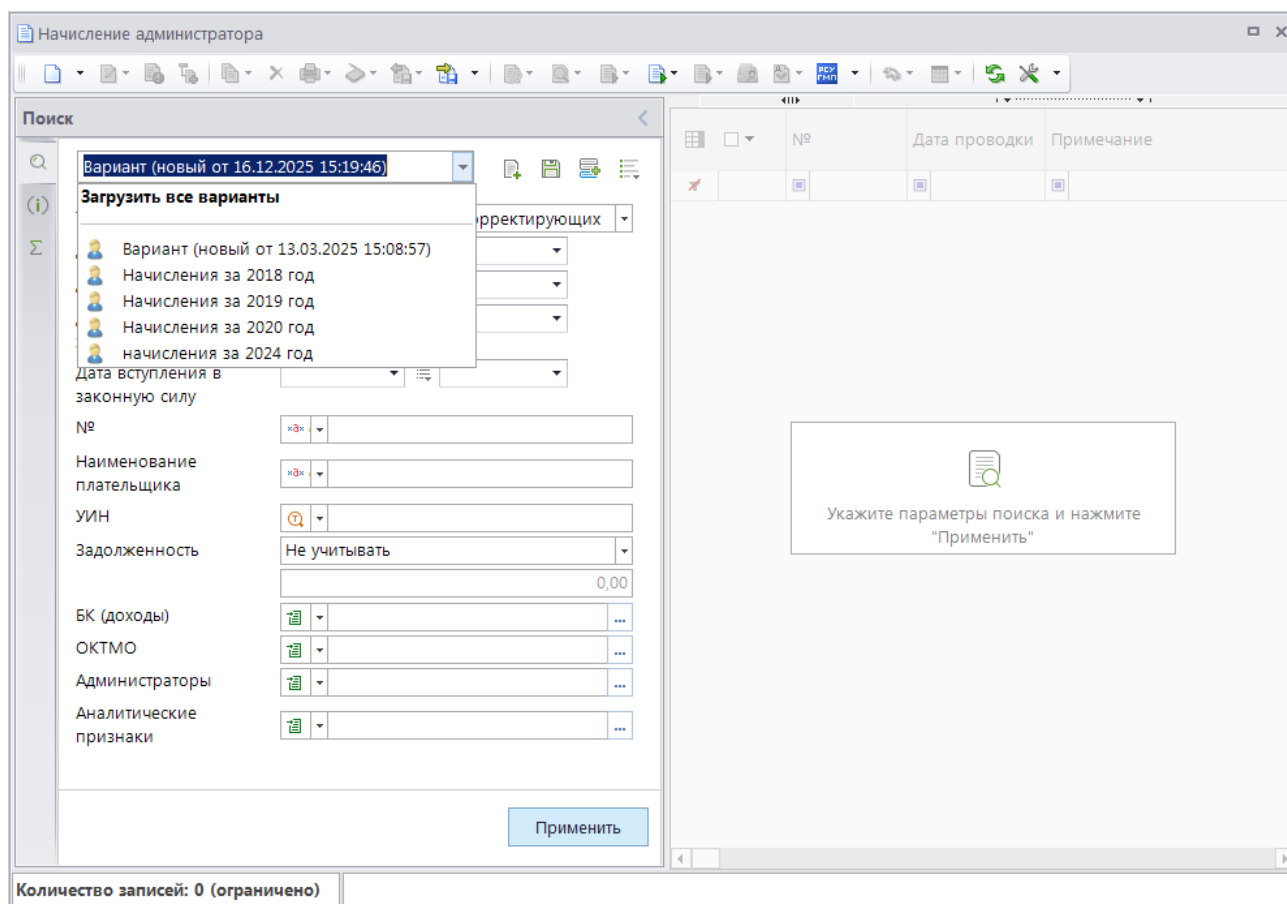 Начисление администратора
РСУ
ГМП
Поиск
Вариант (новый от 16.12.2025 15:19:46)
Загрузить все варианты
Вариант (новый от 13.03.2025 15:08:57)
Начисления за 2018 год
Начисления за 2019 год
Начисления за 2020 год
начисления за 2024 год
орректирующих
Дата вступления в
законную силу
№
Наименование
плательщика
УИН
Задолженность
Не учитывать
0,00
БК (доходы)
...
ОКТМО
...
Администраторы
...
Аналитические
признаки
...
Применить
№
Дата проводки
Примечание
Укажите параметры поиска и нажмите
"Применить"
Количество записей: 0 (ограничено)